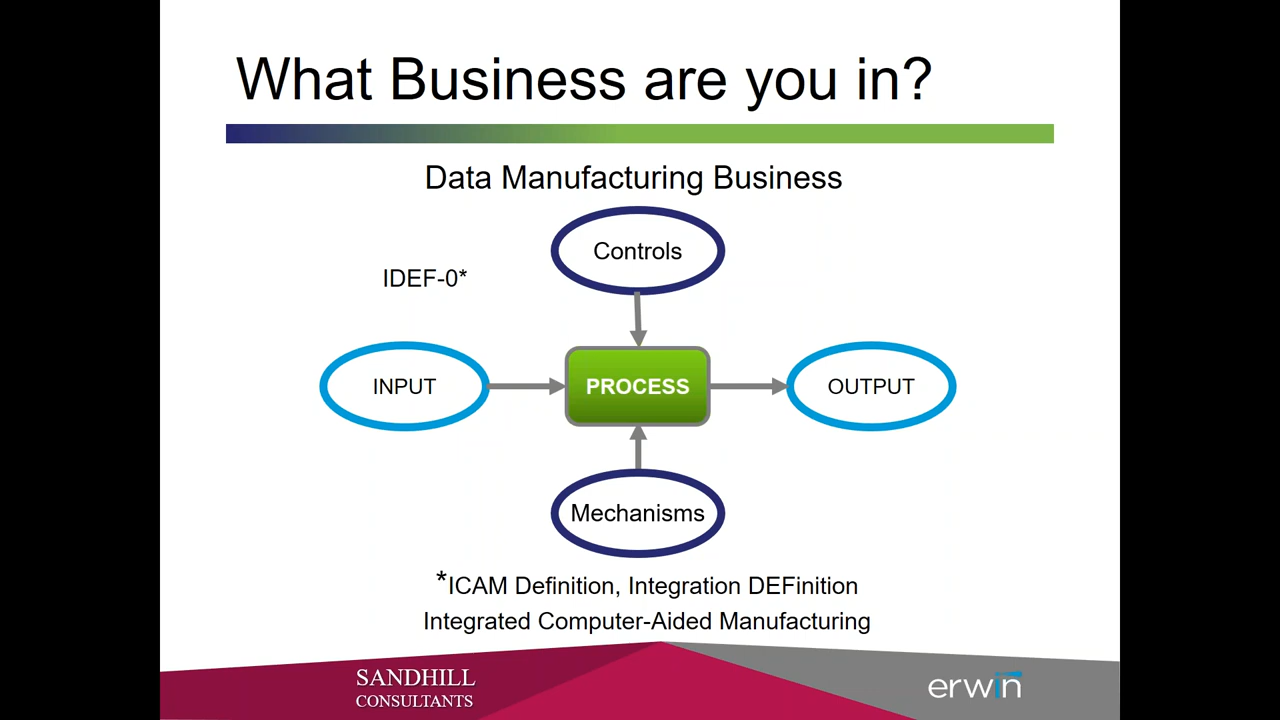 What Business are you in?
Data Manufacturing Business
Controls
IDEF-0*
INPUT
PROCESS
OUTPUT
Mechanisms
*ICAM Definition, Integration DEFinition
Integrated Computer-Aided Manufacturing
SANDHILL
CONSULTANTS
erwin